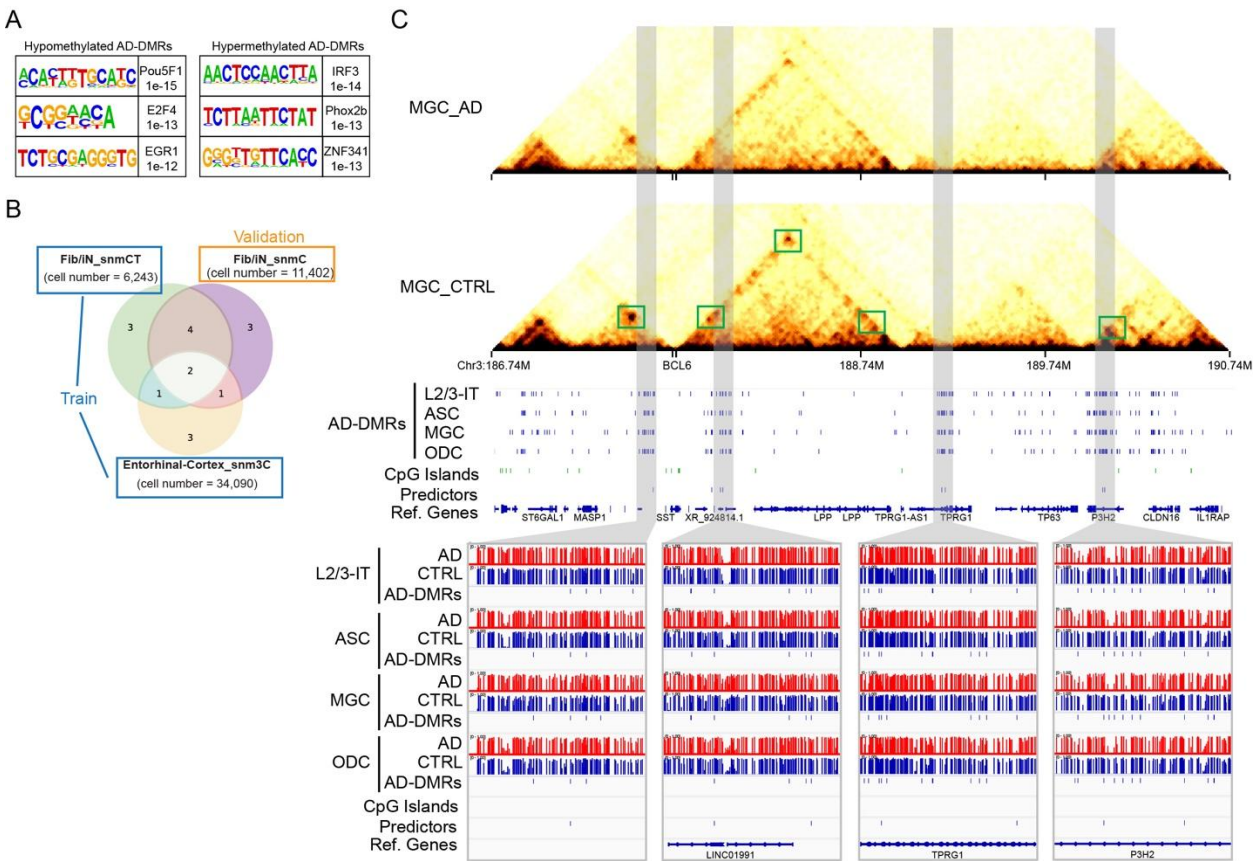 A
Hypomethylated AD-DMRs
Pou5F1
1e-15
E2F4
1e-13
EGR1
1e-12
Hypermethylated AD-DMRs
IRF3
1e-14
Phox2b
1e-13
ZNF341
1e-13
B
Validation
Fib/iN_snmCT
(cell number = 6,243)
Fib/iN_snmC
(cell number = 11,402)
3
4
3
2
1
1
3
Train
Entorhinal-Cortex_snm3C
(cell number = 34,090)
C
MGC_AD
MGC_CTRL
Chr3:186.74M
BCL6
188.74M
189.74M
190.74M
AD-DMRs
L2/3-IT
ASC
MGC
ODC
CpG Islands
Predictors
Ref. Genes
ST6GAL1
MASP1
SST
XR_924814.1
LPP
LPP
TPRG1-AS1
TPRG1
TP63
P3H2
CLDN16
IL1RAP
L2/3-IT
AD
CTRL
AD-DMRs
ASC
AD
CTRL
AD-DMRs
MGC
AD
CTRL
AD-DMRs
ODC
AD
CTRL
AD-DMRs
CpG Islands
Predictors
Ref. Genes
LINC01991
TPRG1
P3H2